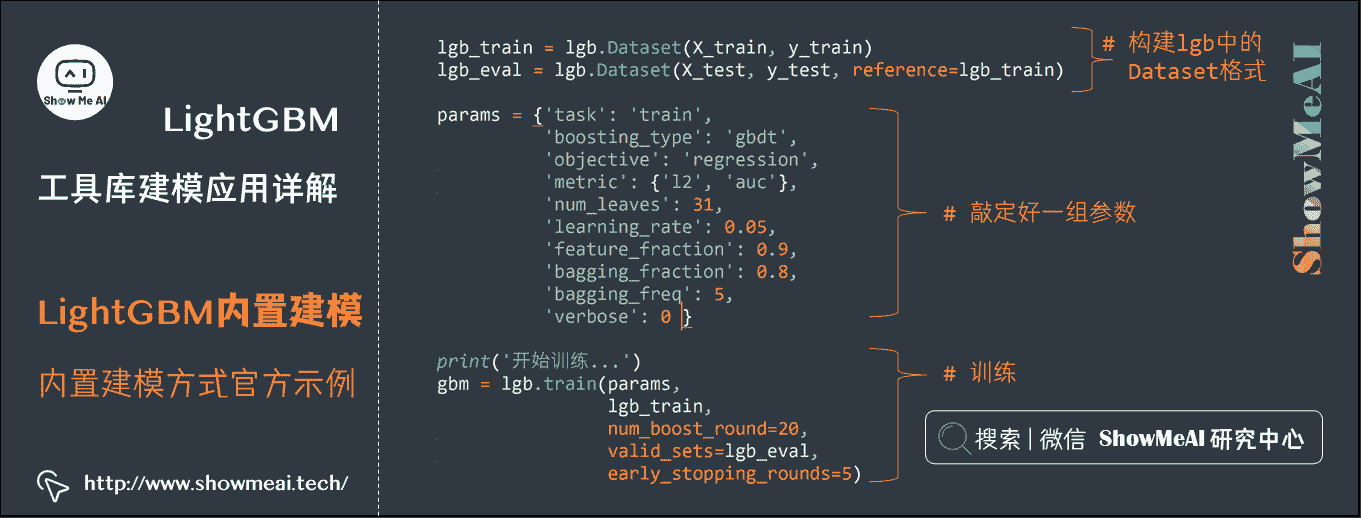 Show Me AI
LightGBM
工具库建模应用详解
LightGBM内置建模
内置建模方式官方示例
http://www.showmeai.tech/
lgb_train = lgb.Dataset(X_train, y_train)
lgb_eval = lgb.Dataset(X_test, y_test, reference=lgb_train)
# 构建lgb中的
Dataset格式
params = {'task': 'train',
'boosting_type': 'gbdt',
'objective': 'regression',
'metric': {'l2', 'auc'},
'num_leaves': 31,
'learning_rate': 0.05,
'feature_fraction': 0.9,
'bagging_fraction': 0.8,
'bagging_freq': 5,
'verbose': 0 }
# 敲定好一组参数
print('开始训练...')
gbm = lgb.train(params,
lgb_train,
num_boost_round=20,
valid_sets=lgb_eval,
early_stopping_rounds=5)
# 训练
搜索 | 微信 ShowMeAI 研究中心
ShowMeAI